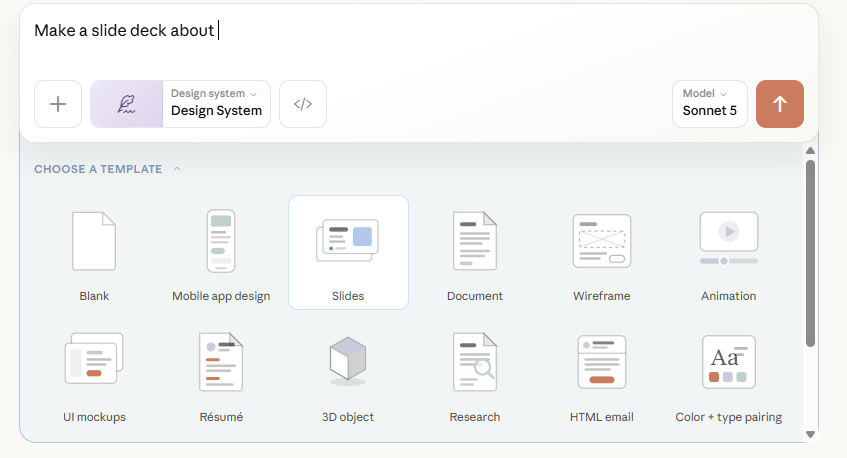 Make a slide deck about
Design system
Design System
</>
Model
Sonnet 5
CHOOSE A TEMPLATE
Blank
Mobile app design
Slides
Document
Wireframe
Animation
Aa
UI mockups
Résumé
3D object
Research
HTML email
Color + type pairing